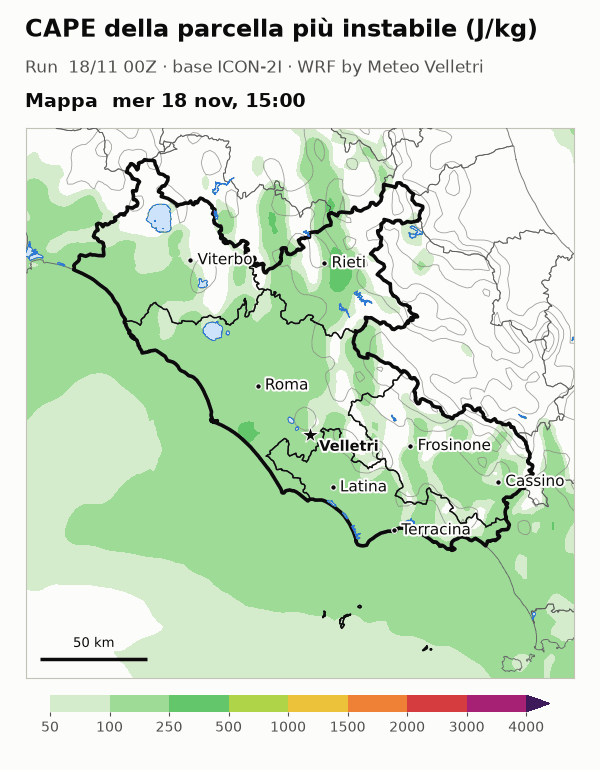 CAPE della parcella più instabile (J/kg)
Run 18/11 00Z · base ICON-2I · WRF by Meteo Velletri
Mappa mer 18 nov, 15:00
Viterbo
Rieti
Roma
Velletri
Frosinone
Latina
Cassino
Terracina
50 km
50 100 250 500 1000 1500 2000 3000 4000